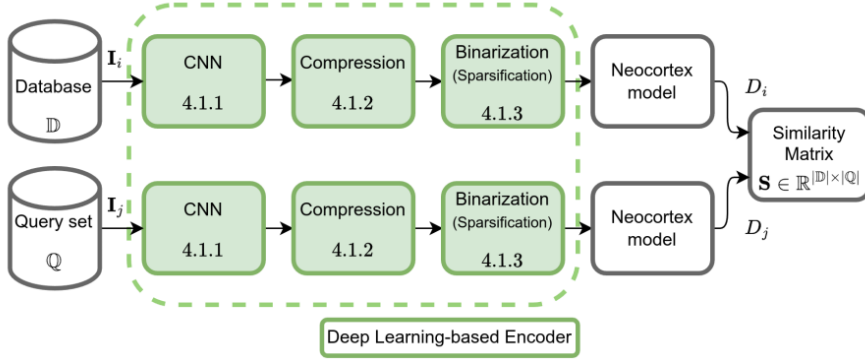 Database
𝔻
I_i
CNN
4.1.1
Compression
4.1.2
Binarization
(Sparsification)
4.1.3
Neocortex
model
D_i
Query set
ℚ
I_j
CNN
4.1.1
Compression
4.1.2
Binarization
(Sparsification)
4.1.3
Neocortex
model
D_j
Similarity
Matrix
S ∈ ℝ^{|𝔻|×|ℚ|}
Deep Learning-based Encoder